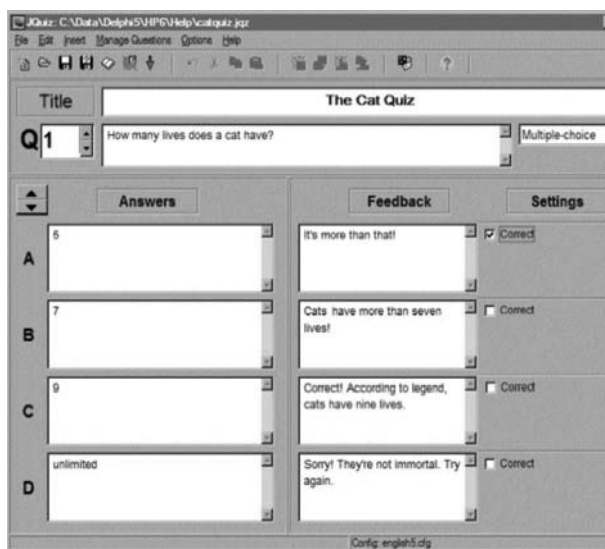 JQuiz: C:\Data\Delphi5\HP6\Help\catquiz.jqz
File Edit Insert Manage Questions Options Help
Title The Cat Quiz
Q 1 How many lives does a cat have? Multiple-choice
Answers Feedback Settings
A 5 It's more than that! Correct
B 7 Cats have more than seven
lives!
Correct
C 9 Correct! According to legend,
cats have nine lives.
Correct
D unlimited Sorry! They're not immortal. Try
again.
Correct
Config: english5.cfg